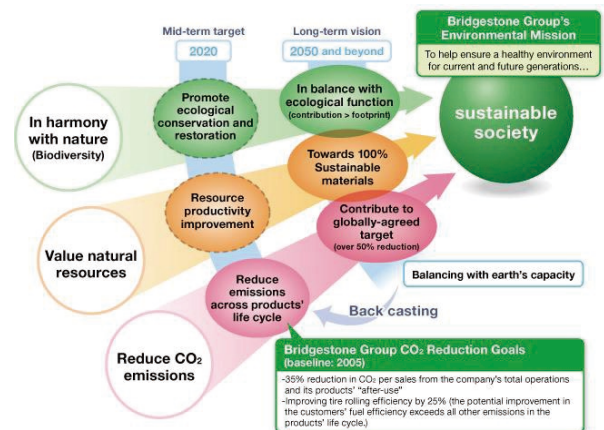 Mid-term target
2020
Long-term vision
2050 and beyond
Bridgestone Group's
Environmental Mission
To help ensure a healthy environment
for current and future generations...
sustainable
society
In harmony
with nature
(Biodiversity)
Promote
ecological
conservation and
restoration
In balance with
ecological function
(contribution > footprint)
Value natural
resources
Resource
productivity
improvement
Towards 100%
Sustainable
materials
Reduce CO₂
emissions
Reduce
emissions
across products'
life cycle
Contribute to
globally-agreed
target
(over 50% reduction)
Balancing with earth's capacity
Back casting
Bridgestone Group CO₂ Reduction Goals
(baseline: 2005)
-35% reduction in CO₂ per sales from the company's total operations
and its products' "after-use"
-Improving tire rolling efficiency by 25% (the potential improvement in
the customers' fuel efficiency exceeds all other emissions in the
products' life cycle.)